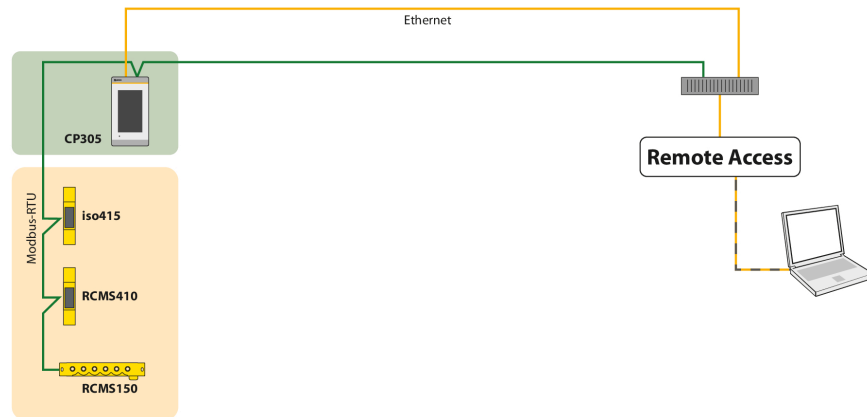 Ethernet
CP305
Remote Access
Modbus-RTU
iso415
RCMS410
RCMS150